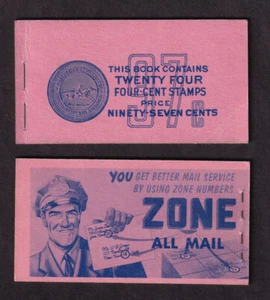 97c
THIS BOOK CONTAINS
TWENTY FOUR
FOUR-CENT STAMPS
PRICE
NINETY-SEVEN CENTS
YOU GET BETTER MAIL SERVICE
BY USING ZONE NUMBERS
ZONE
ALL MAIL